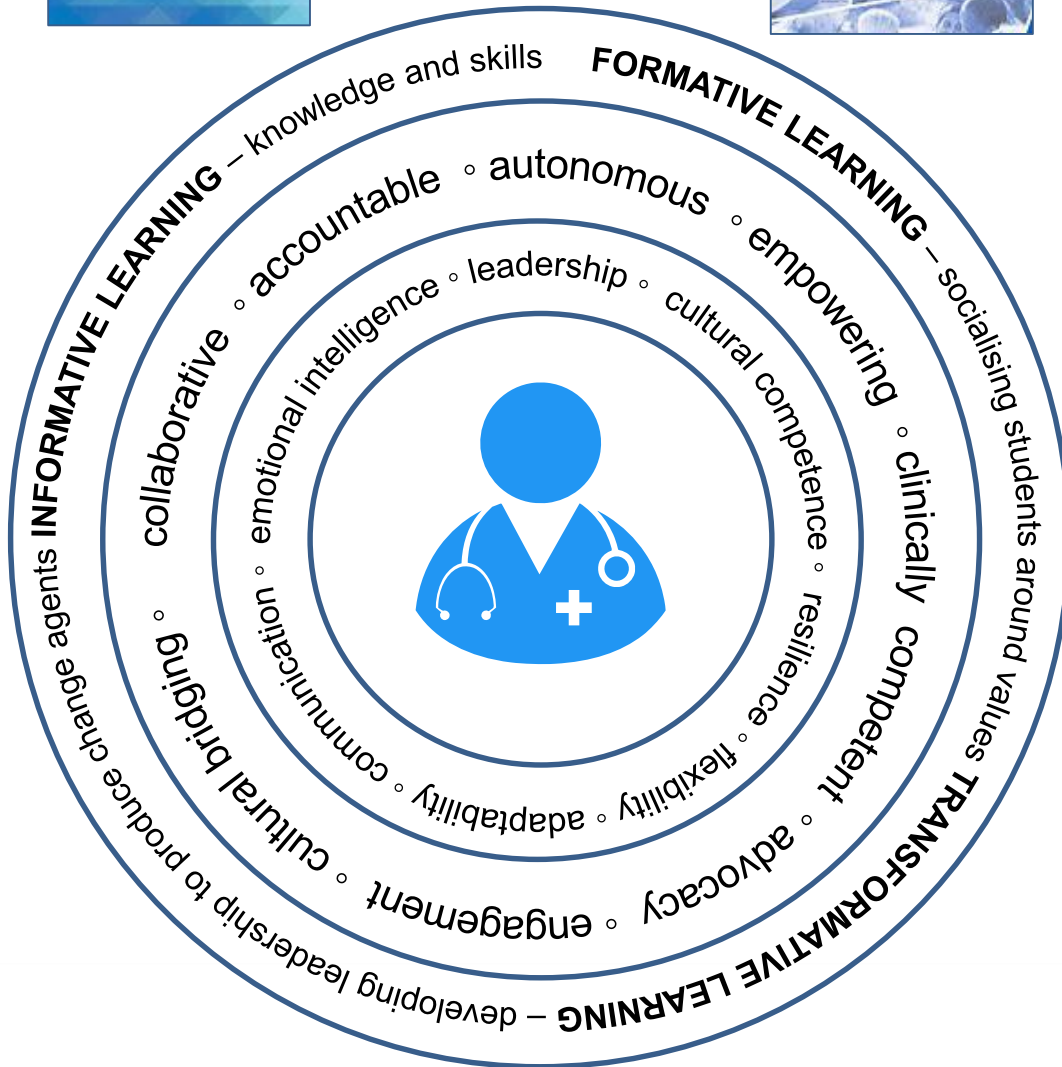 INFORMATIVE LEARNING – knowledge and skills
FORMATIVE LEARNING – socialising students around values
TRANSFORMATIVE LEARNING – developing leadership to produce change agents
collaborative ◦ accountable ◦ autonomous ◦ empowering ◦ clinically competent ◦ advocacy ◦ engagement ◦ cultural bridging ◦
emotional intelligence ◦ leadership ◦ cultural competence ◦ resilience ◦ flexibility ◦ adaptability ◦ communication ◦